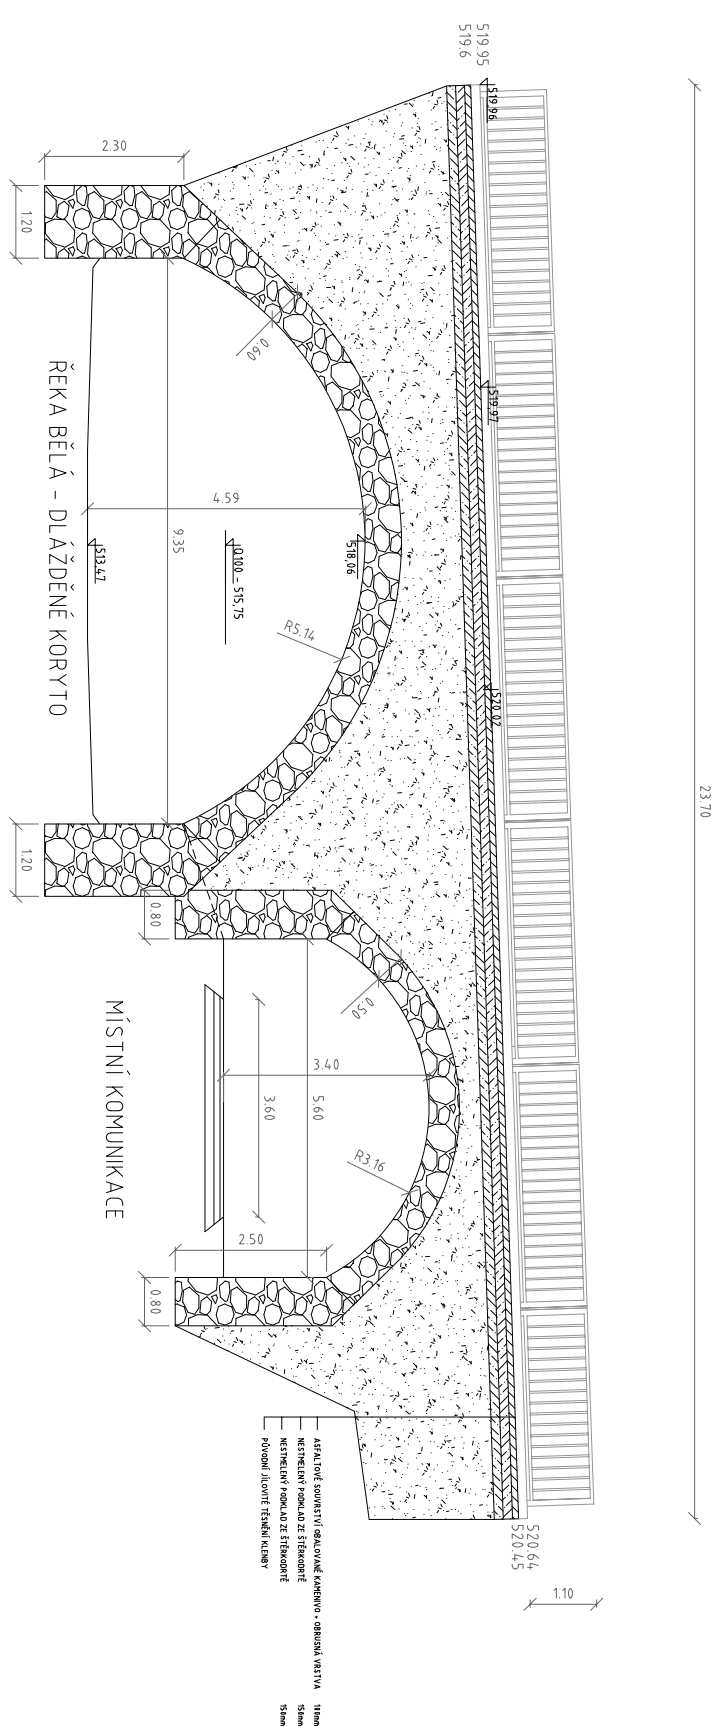 23.70
519.95
519.6
519.96
519.97
520.02
520.64
520.45
1.10
2.30
1.20
0.60
4.59
9.35
513.47
Q100 - 515,75
518,06
R5.14
ŘEKA BĚLÁ - DLÁŽDĚNÉ KORYTO
1.20
0.80
0.50
3.40
3.60
5.60
R3.16
2.50
0.80
MÍSTNÍ KOMUNIKACE
ASFALTOVÉ SOUVRSTVÍ OBALOVANÉ KAMENIVO + OBRUSNÁ VRSTVA 110mm
NESTMELENÝ PODKLAD ZE ŠTĚRKODRTĚ 150mm
NESTMELENÝ PODKLAD ZE ŠTĚRKODRTĚ 150mm
PŮVODNÍ JÍLOVITÉ TĚSNĚNÍ KLENBY